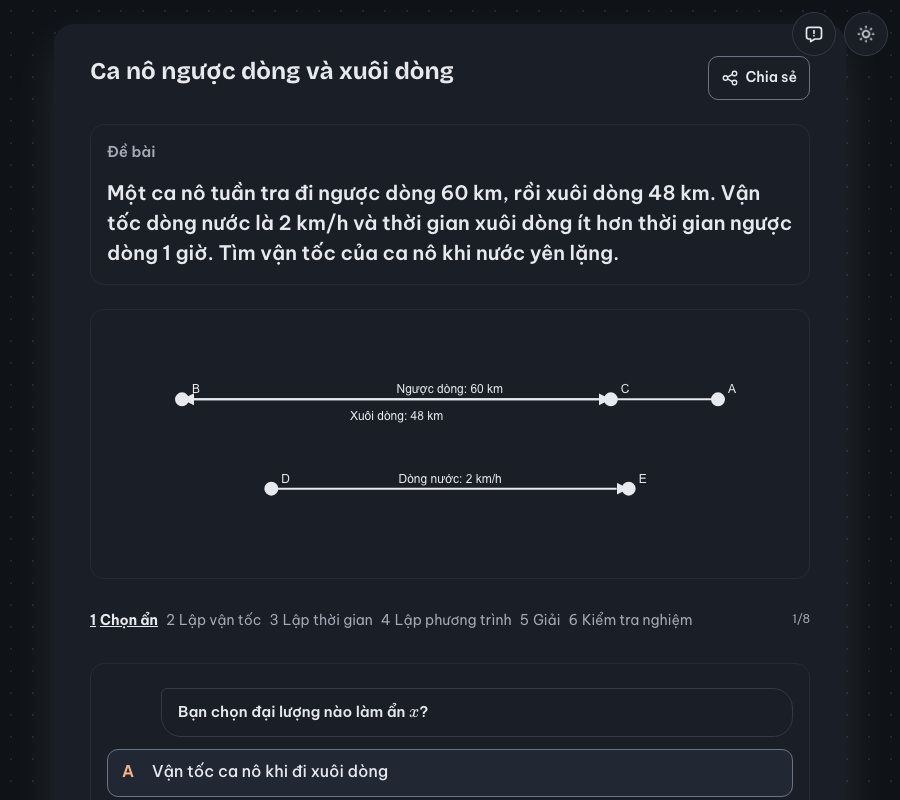 Ca nô ngược dòng và xuôi dòng
Chia sẻ
Đề bài
Một ca nô tuần tra đi ngược dòng 60 km, rồi xuôi dòng 48 km. Vận
tốc dòng nước là 2 km/h và thời gian xuôi dòng ít hơn thời gian ngược
dòng 1 giờ. Tìm vận tốc của ca nô khi nước yên lặng.
B Ngược dòng: 60 km C A
Xuôi dòng: 48 km
D Dòng nước: 2 km/h E
1 Chọn ẩn 2 Lập vận tốc 3 Lập thời gian 4 Lập phương trình 5 Giải 6 Kiểm tra nghiệm 1/8
Bạn chọn đại lượng nào làm ẩn x?
A Vận tốc ca nô khi đi xuôi dòng